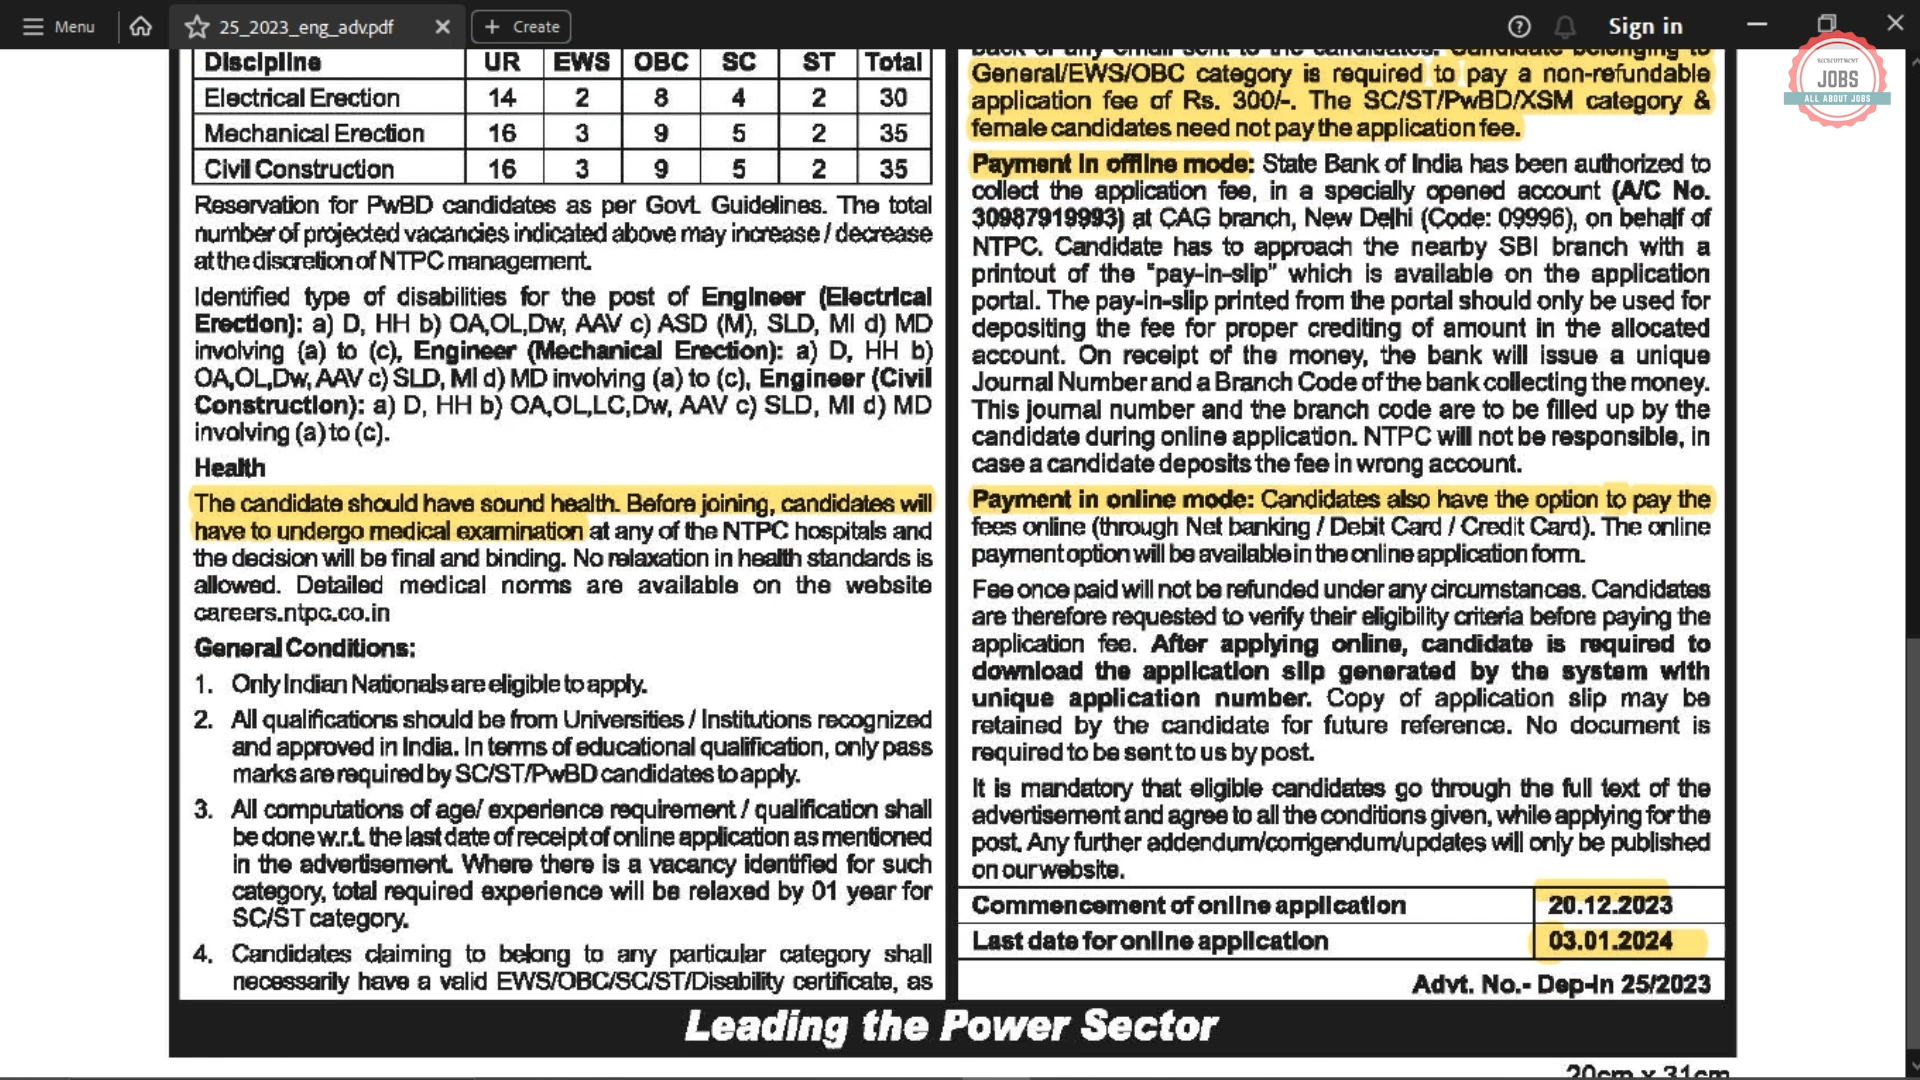 Menu
25_2023_eng_adv.pdf
Create
Sign in
RECRUITMENT
JOBS
ALL ABOUT JOBS
Discipline UR EWS OBC SC ST Total
Electrical Erection 14 2 8 4 2 30
Mechanical Erection 16 3 9 5 2 35
Civil Construction 16 3 9 5 2 35
Reservation for PwBD candidates as per Govt. Guidelines. The total
number of projected vacancies indicated above may increase / decrease
at the discretion of NTPC management.
Identified type of disabilities for the post of Engineer (Electrical
Erection): a) D, HH b) OA,OL,Dw, AAV c) ASD (M), SLD, MI d) MD
involving (a) to (c), Engineer (Mechanical Erection): a) D, HH b)
OA,OL,Dw, AAV c) SLD, MI d) MD involving (a) to (c), Engineer (Civil
Construction): a) D, HH b) OA,OL,LC,Dw, AAV c) SLD, MI d) MD
involving (a) to (c).
Health
The candidate should have sound health. Before joining, candidates will
have to undergo medical examination at any of the NTPC hospitals and
the decision will be final and binding. No relaxation in health standards is
allowed. Detailed medical norms are available on the website
careers.ntpc.co.in
General Conditions:
1. Only Indian Nationals are eligible to apply.
2. All qualifications should be from Universities / Institutions recognized
and approved in India. In terms of educational qualification, only pass
marks are required by SC/ST/PwBD candidates to apply.
3. All computations of age/ experience requirement / qualification shall
be done w.r.t. the last date of receipt of online application as mentioned
in the advertisement. Where there is a vacancy identified for such
category, total required experience will be relaxed by 01 year for
SC/ST category.
4. Candidates claiming to belong to any particular category shall
necessarily have a valid EWS/OBC/SC/ST/Disability certificate, as
back of any email sent to the candidates. Candidate belonging to
General/EWS/OBC category is required to pay a non-refundable
application fee of Rs. 300/-. The SC/ST/PwBD/XSM category &
female candidates need not pay the application fee.
Payment in offline mode: State Bank of India has been authorized to
collect the application fee, in a specially opened account (A/C No.
30987919993) at CAG branch, New Delhi (Code: 09996), on behalf of
NTPC. Candidate has to approach the nearby SBI branch with a
printout of the "pay-in-slip" which is available on the application
portal. The pay-in-slip printed from the portal should only be used for
depositing the fee for proper crediting of amount in the allocated
account. On receipt of the money, the bank will issue a unique
Journal Number and a Branch Code of the bank collecting the money.
This journal number and the branch code are to be filled up by the
candidate during online application. NTPC will not be responsible, in
case a candidate deposits the fee in wrong account.
Payment in online mode: Candidates also have the option to pay the
fees online (through Net banking / Debit Card / Credit Card). The online
payment option will be available in the online application form.
Fee once paid will not be refunded under any circumstances. Candidates
are therefore requested to verify their eligibility criteria before paying the
application fee. After applying online, candidate is required to
download the application slip generated by the system with
unique application number. Copy of application slip may be
retained by the candidate for future reference. No document is
required to be sent to us by post.
It is mandatory that eligible candidates go through the full text of the
advertisement and agree to all the conditions given, while applying for the
post. Any further addendum/corrigendum/updates will only be published
on our website.
Commencement of online application 20.12.2023
Last date for online application 03.01.2024
Advt. No.- Dep-In 25/2023
Leading the Power Sector
20cm x 31cm